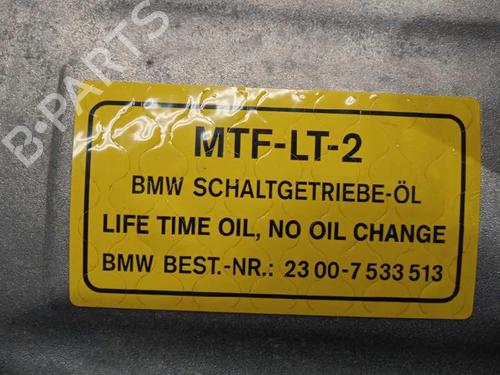 B-PARTS
MTF-LT-2
BMW SCHALTGETRIEBE-ÖL
LIFE TIME OIL, NO OIL CHANGE
BMW BEST.-NR.: 23 00-7 533 513